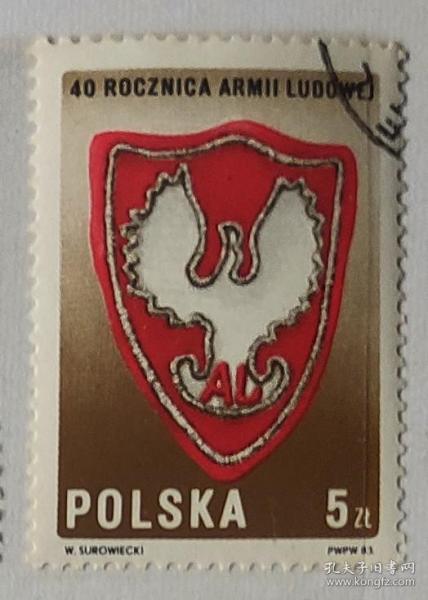 40 ROCZNICA ARMII LUDOWEJ
AL
POLSKA
5 zł
W. SUROWIECKI
PWPW 83
孔夫子旧书网
www.kongfz.com